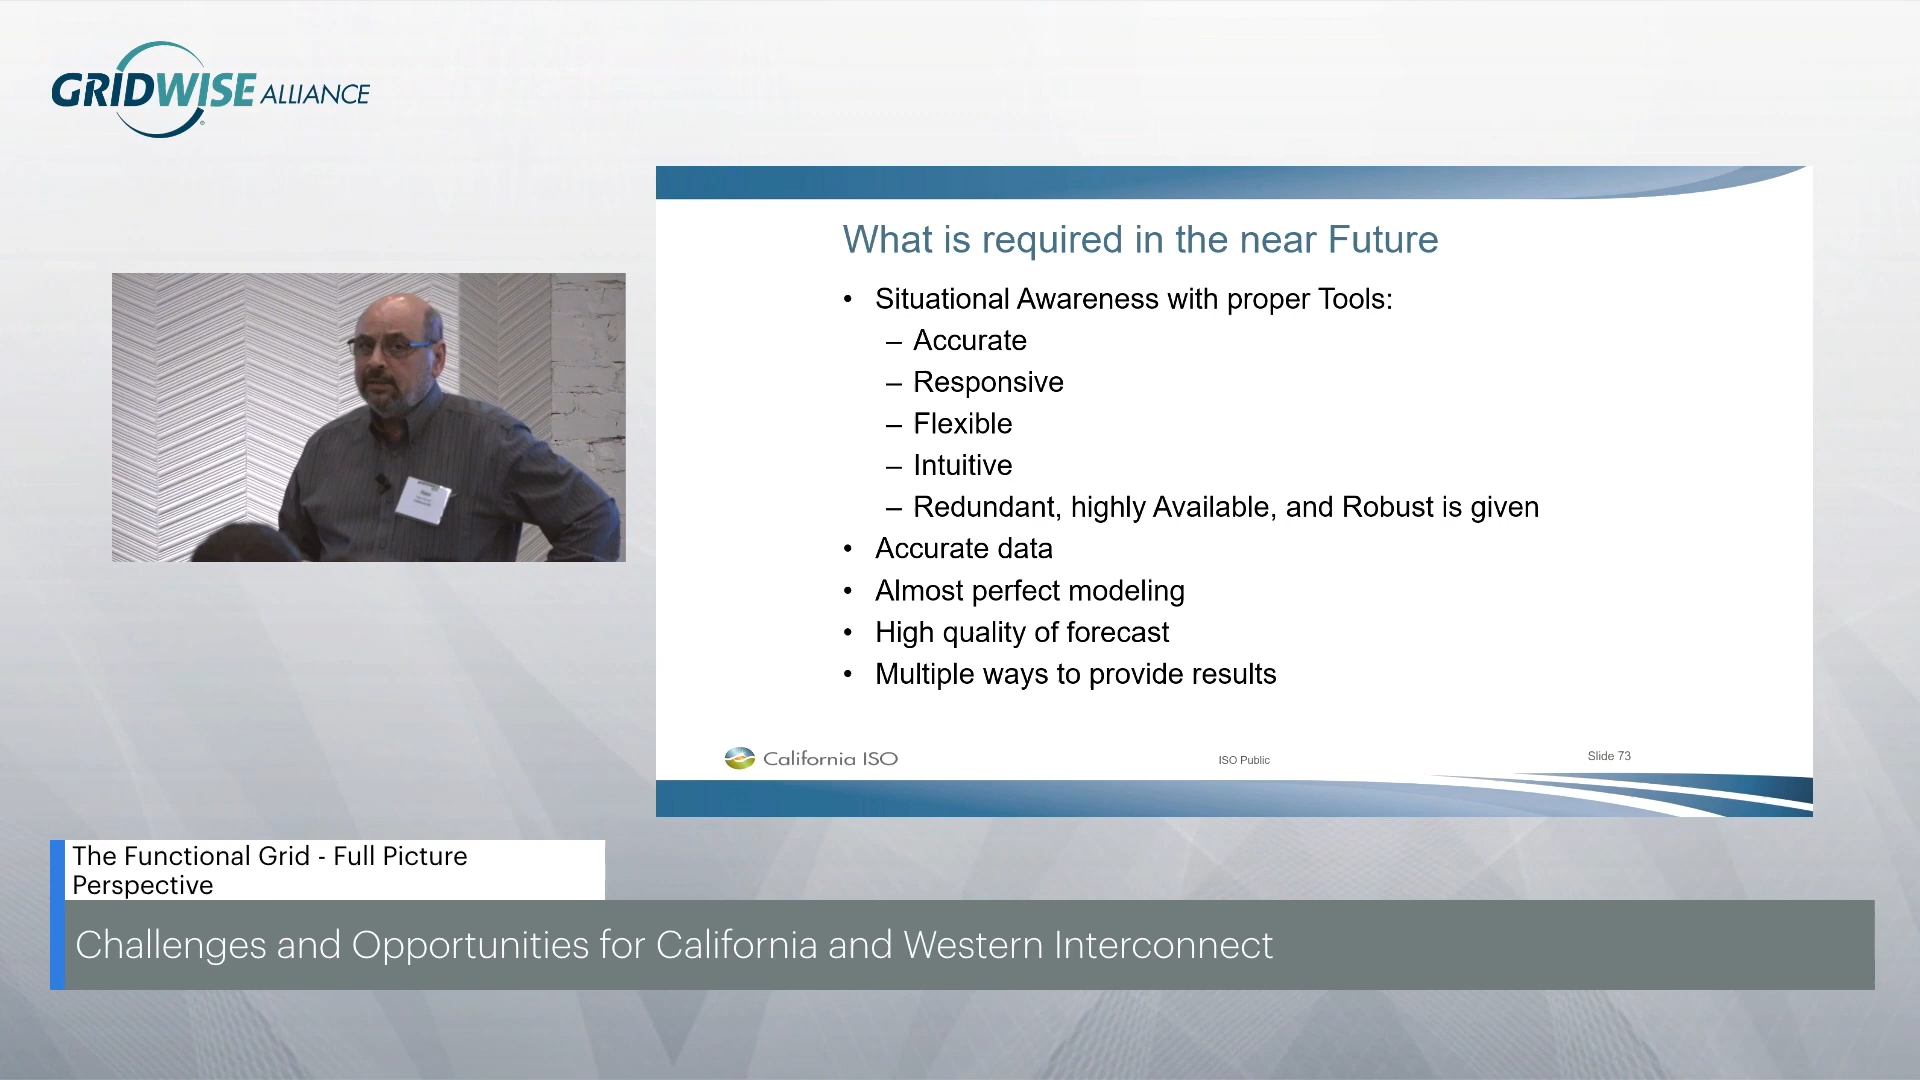 GRIDWISE ALLIANCE
What is required in the near Future
• Situational Awareness with proper Tools:
– Accurate
– Responsive
– Flexible
– Intuitive
– Redundant, highly Available, and Robust is given
• Accurate data
• Almost perfect modeling
• High quality of forecast
• Multiple ways to provide results
California ISO
ISO Public
Slide 73
The Functional Grid - Full Picture
Perspective
Challenges and Opportunities for California and Western Interconnect